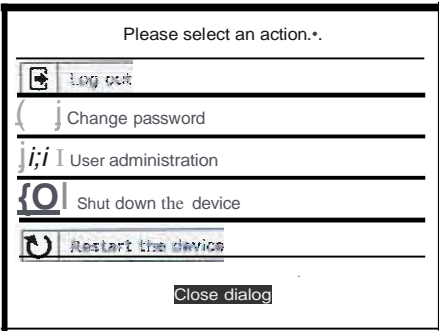 Please select an action.•.
Log out
( j Change password
j i;i I User administration
{O| Shut down the device
Restart the device
Close dialog